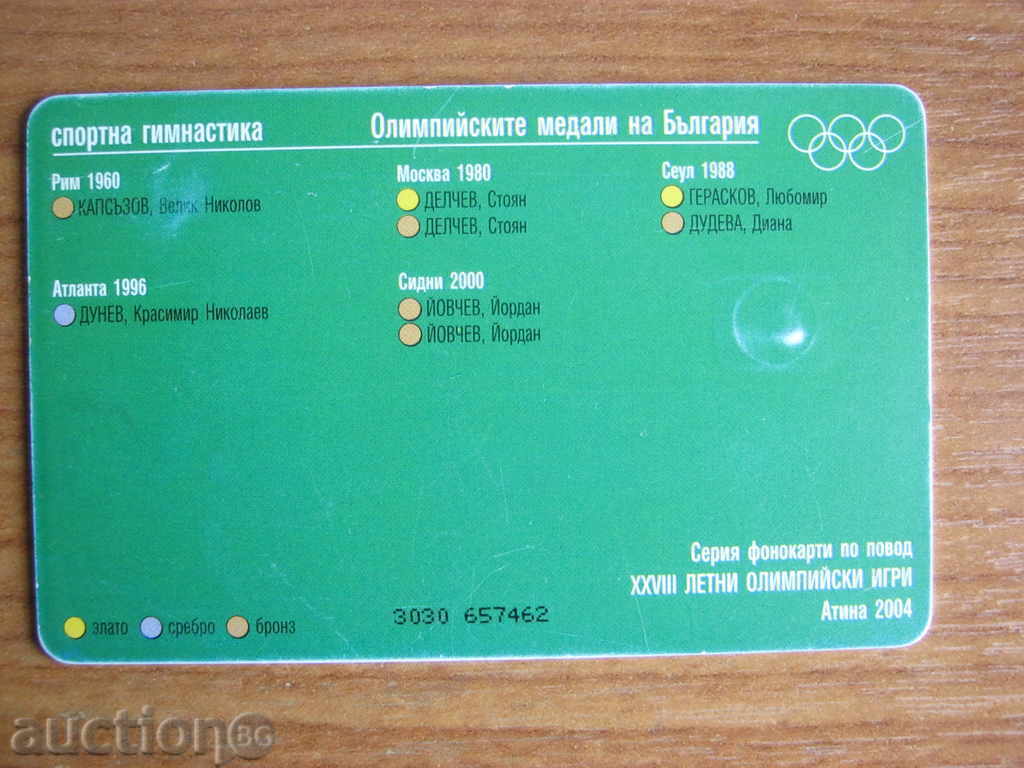 спортна гимнастика
Олимпийските медали на България
Рим 1960
КАПСЪЗОВ, Велик Николов
Москва 1980
ДЕЛЧЕВ, Стоян
ДЕЛЧЕВ, Стоян
Сеул 1988
ГЕРАСКОВ, Любомир
ДУДЕВА, Диана
Атланта 1996
ДУНЕВ, Красимир Николаев
Сидни 2000
ЙОВЧЕВ, Йордан
ЙОВЧЕВ, Йордан
Серия фонокарти по повод
XXVIII ЛЕТНИ ОЛИМПИЙСКИ ИГРИ
Атина 2004
злато сребро бронз
3030 657462
auction BG